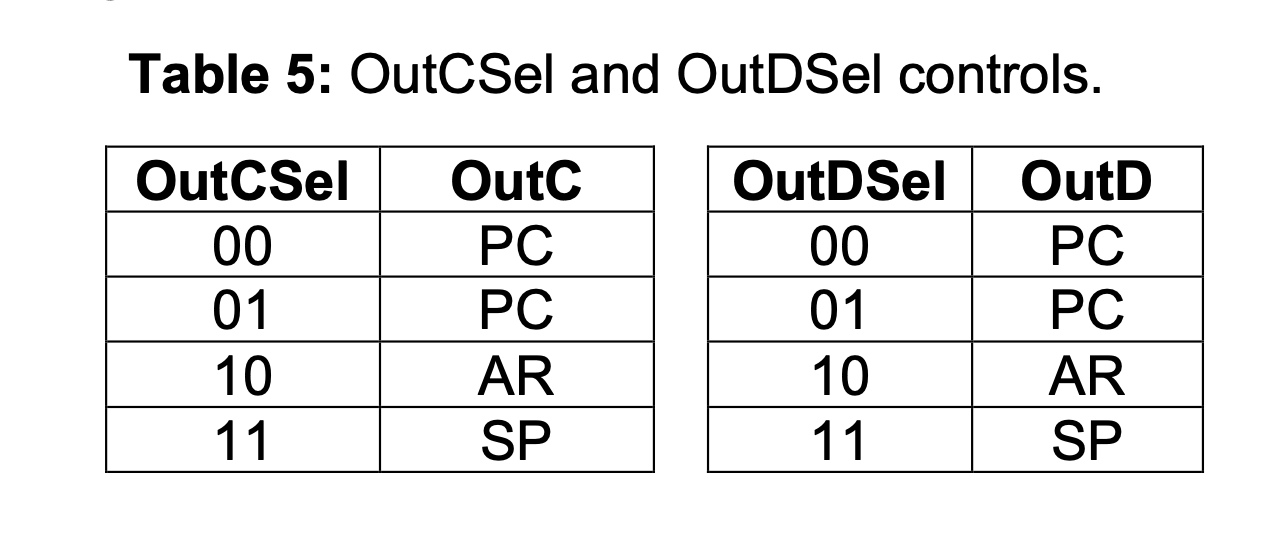 Table 5: OutCSel and OutDSel controls.
OutCSel OutC OutDSel OutD
00 PC 00 PC
01 PC 01 PC
10 AR 10 AR
11 SP 11 SP